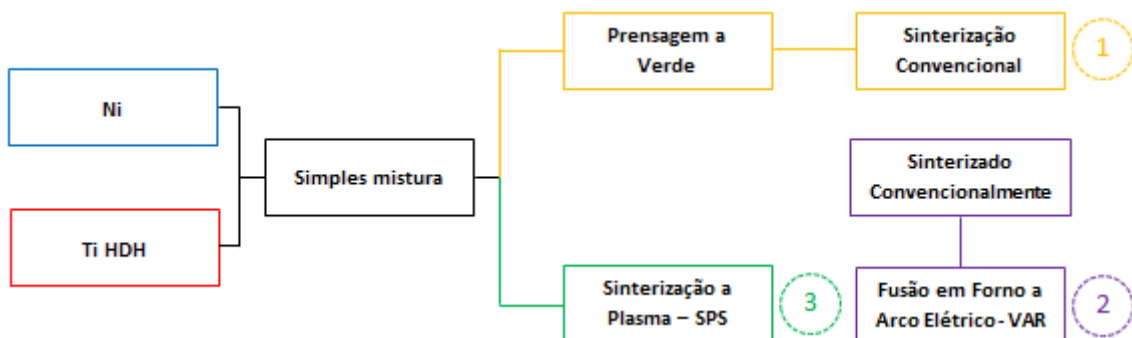 Ni
Ti HDH
Simples mistura
Prensagem a
Verde
Sinterização
Convencional
1
Sinterizado
Convencionalmente
Sinterização a
Plasma – SPS
3
Fusão em Forno a
Arco Elétrico- VAR
2